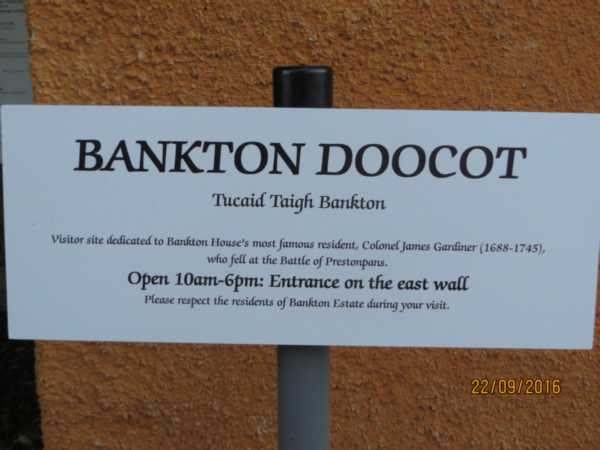 BANKTON DOOCOT
Tucaid Taigh Bankton
Visitor site dedicated to Bankton House's most famous resident, Colonel James Gardiner (1688-1745),
who fell at the Battle of Prestonpans.
Open 10am-6pm: Entrance on the east wall
Please respect the residents of Bankton Estate during your visit.
22/09/2016